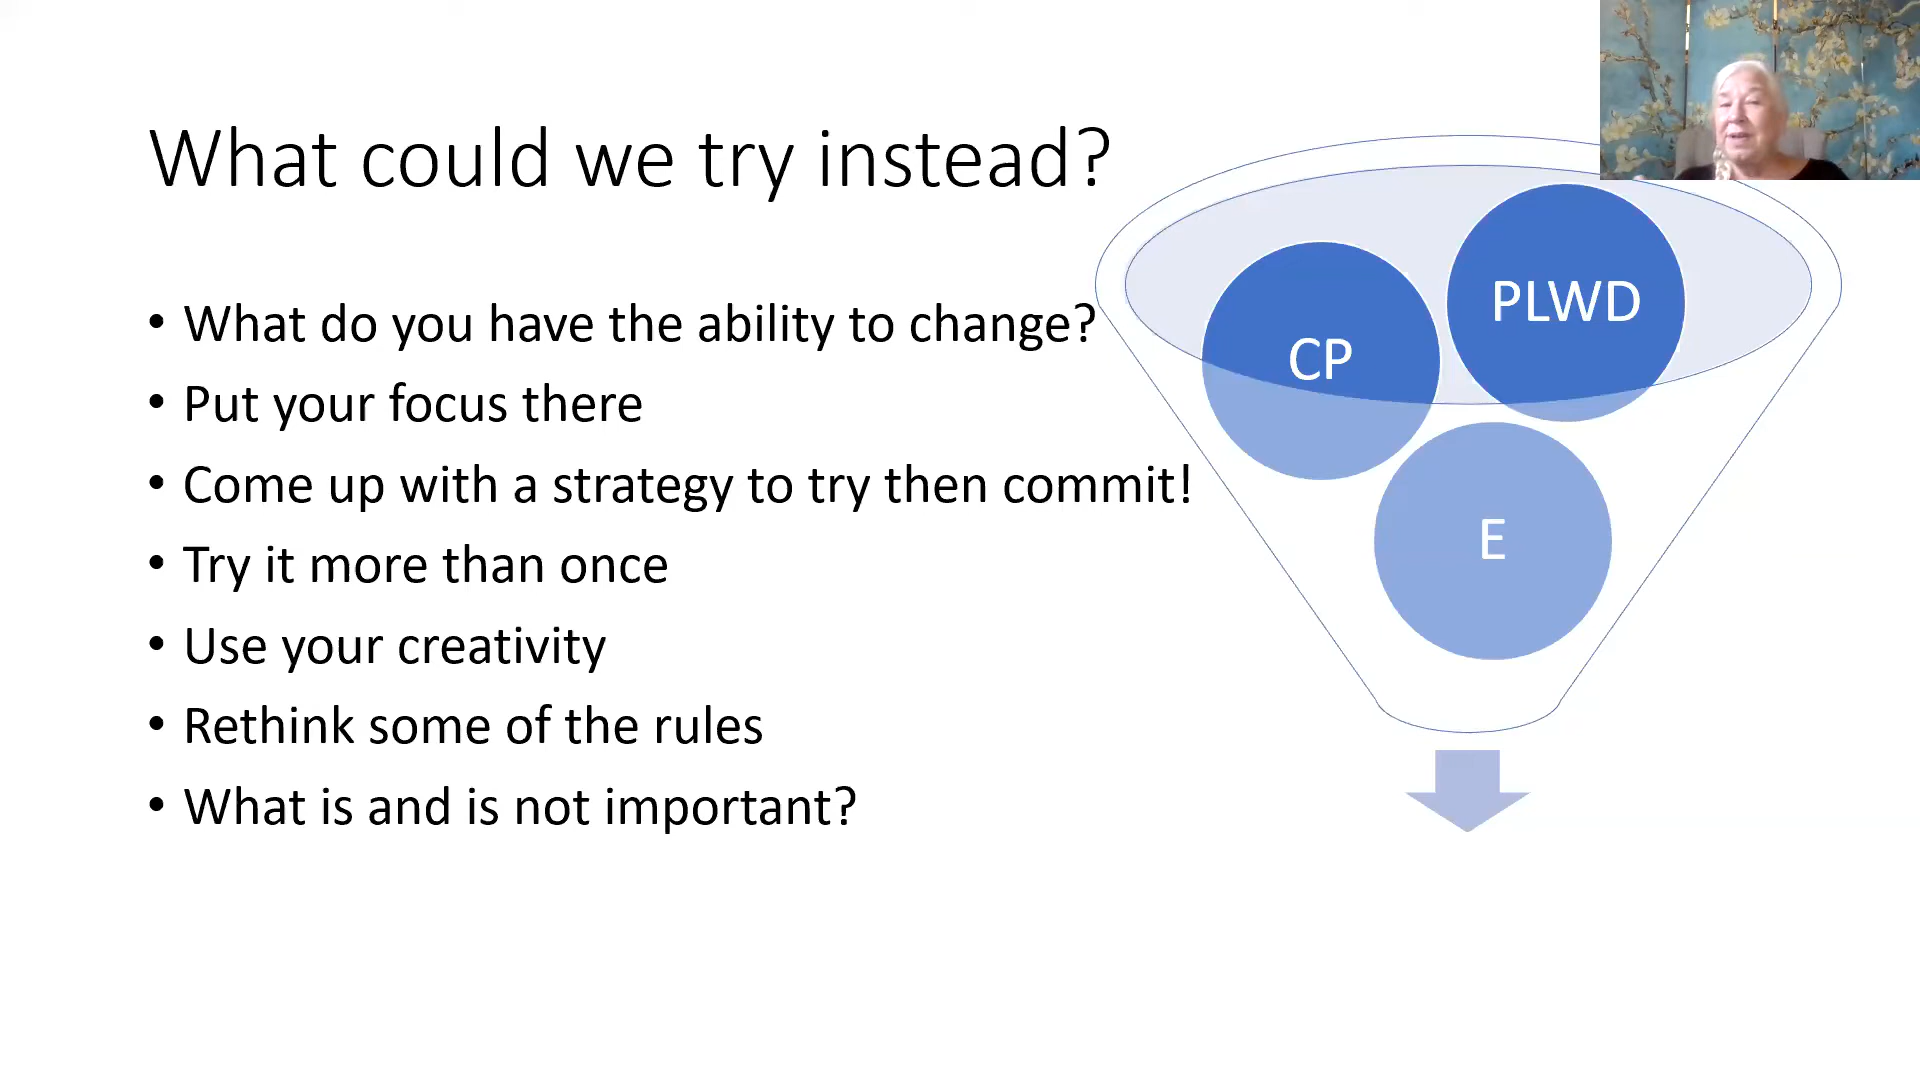 What could we try instead?
• What do you have the ability to change?
• Put your focus there
• Come up with a strategy to try then commit!
• Try it more than once
• Use your creativity
• Rethink some of the rules
• What is and is not important?
PLWD
CP
E